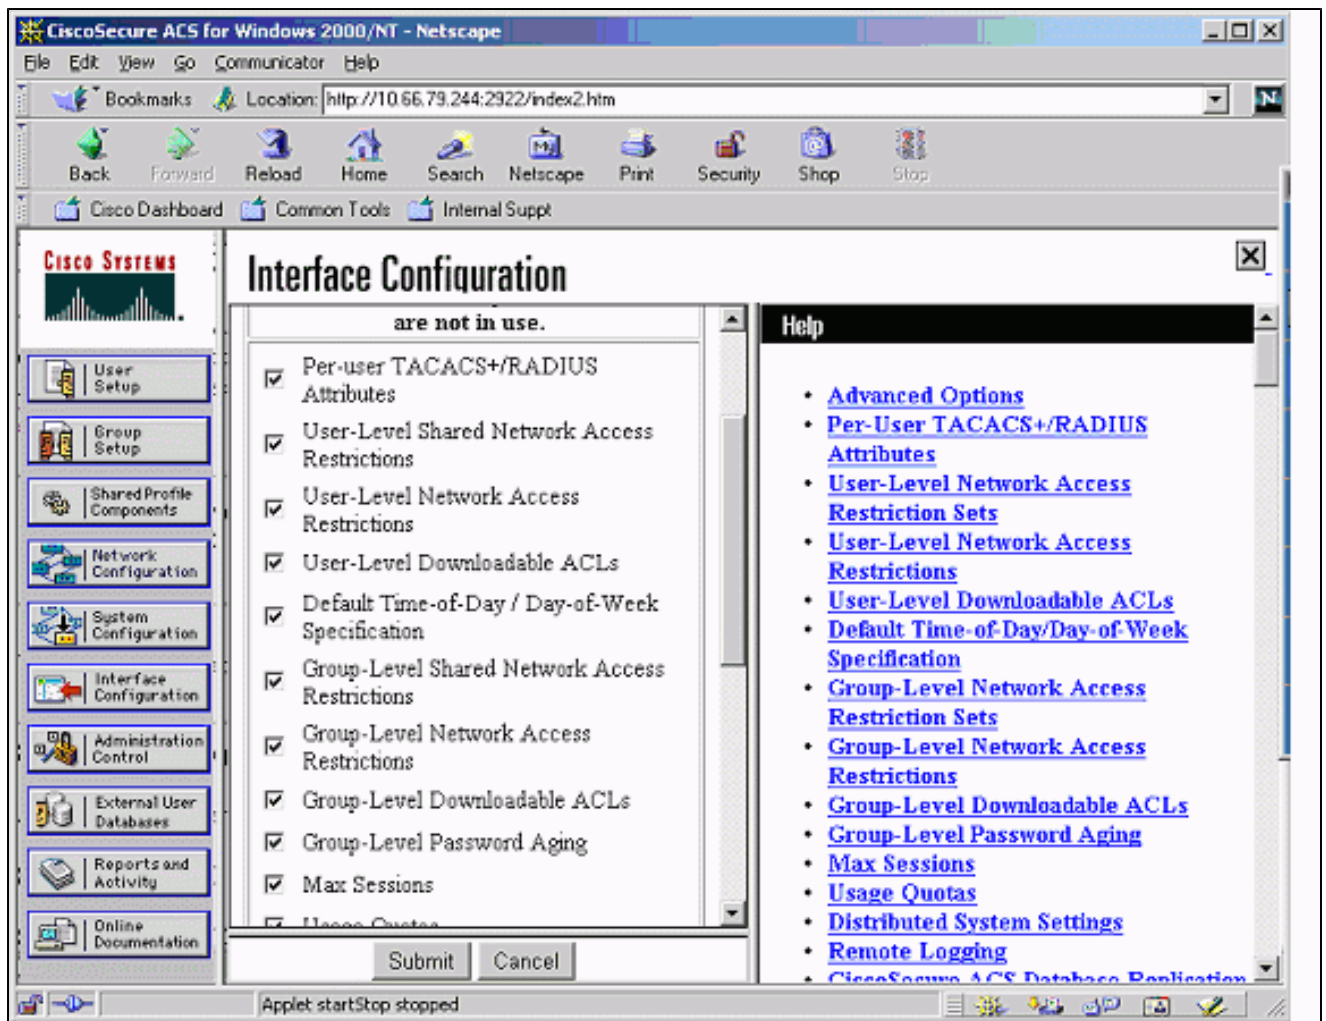 CiscoSecure ACS for Windows 2000/NT - Netscape
File Edit View Go Communicator Help
Bookmarks Location: http://10.66.79.244:2922/index2.htm N
Back Forward Reload Home Search Netscape Print Security Shop Stop
My
Cisco Dashboard Common Tools Internal Suppt
CISCO SYSTEMS
User
Setup
Group
Setup
Shared Profile
Components
Network
Configuration
System
Configuration
Interface
Configuration
Administration
Control
External User
Databases
Reports and
Activity
Online
Documentation
Interface Configuration
are not in use.
Per-user TACACS+/RADIUS
Attributes
User-Level Shared Network Access
Restrictions
User-Level Network Access
Restrictions
User-Level Downloadable ACLs
Default Time-of-Day / Day-of-Week
Specification
Group-Level Shared Network Access
Restrictions
Group-Level Network Access
Restrictions
Group-Level Downloadable ACLs
Group-Level Password Aging
Max Sessions
Usage Quotas
Submit Cancel
Help
• Advanced Options
• Per-User TACACS+/RADIUS
Attributes
• User-Level Network Access
Restriction Sets
• User-Level Network Access
Restrictions
• User-Level Downloadable ACLs
• Default Time-of-Day/Day-of-Week
Specification
• Group-Level Network Access
Restriction Sets
• Group-Level Network Access
Restrictions
• Group-Level Downloadable ACLs
• Group-Level Password Aging
• Max Sessions
• Usage Quotas
• Distributed System Settings
• Remote Logging
• CiscoSecure ACS Database Replication
Applet startStop stopped